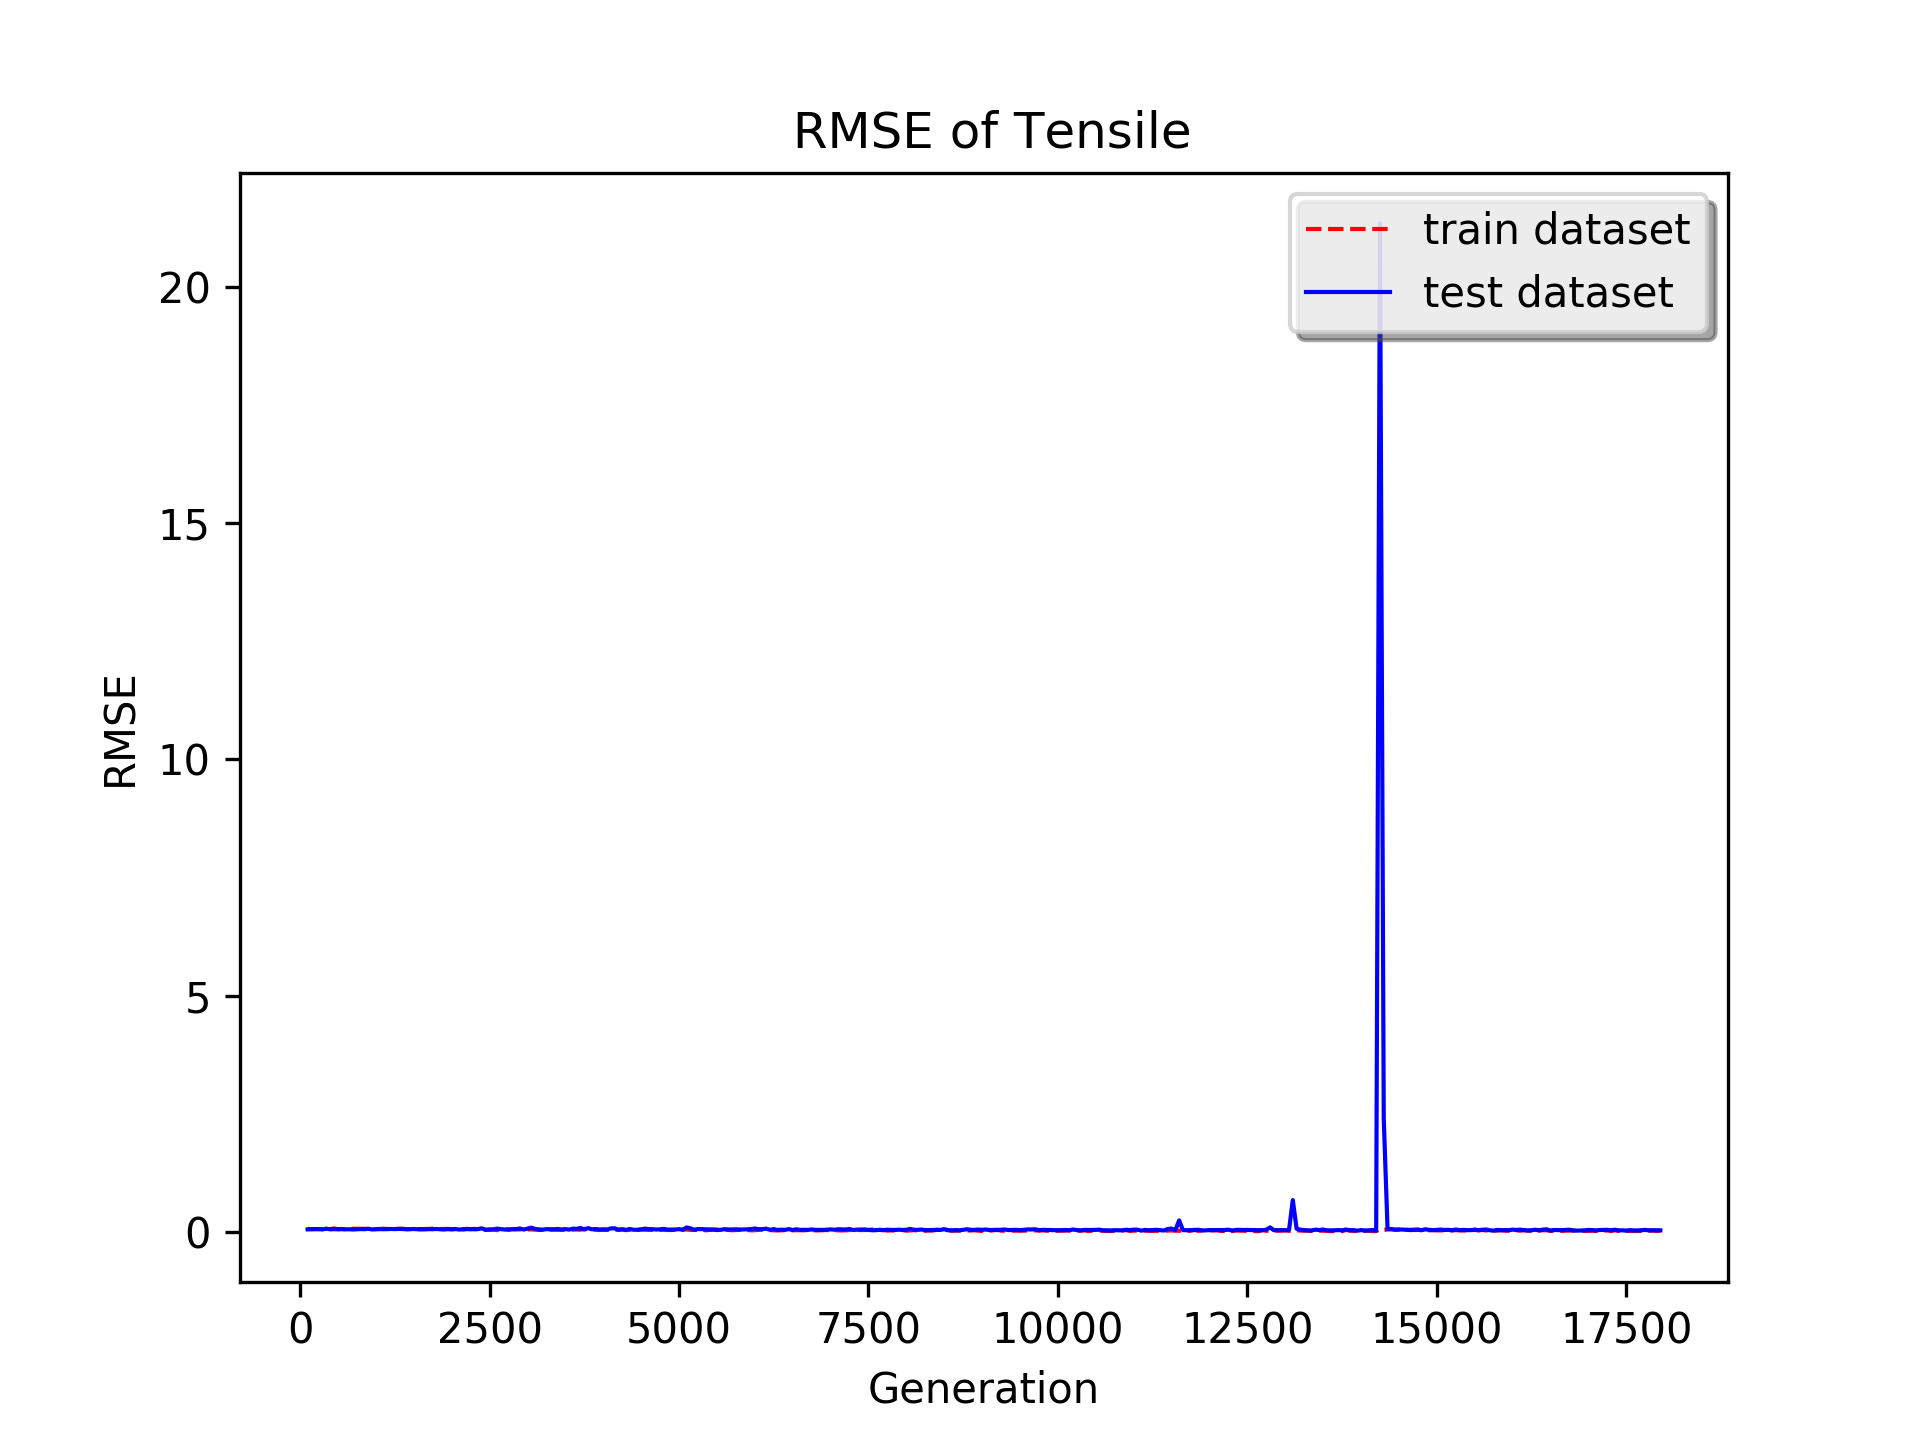 RMSE of Tensile
train dataset
test dataset
20
15
10
5
0
RMSE
0 2500 5000 7500 10000 12500 15000 17500
Generation